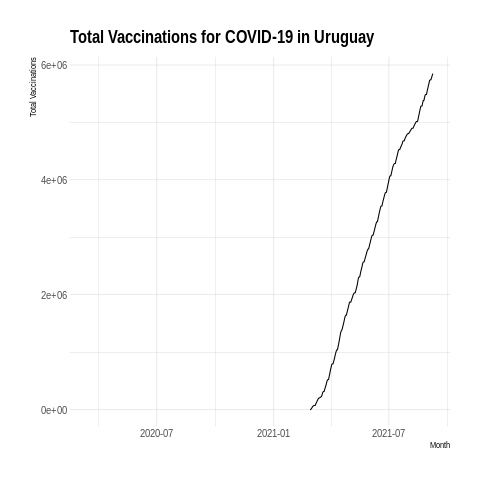 Total Vaccinations for COVID-19 in Uruguay
Total Vaccinations
6e+06
4e+06
2e+06
0e+00
2020-07
2021-01
2021-07
Month